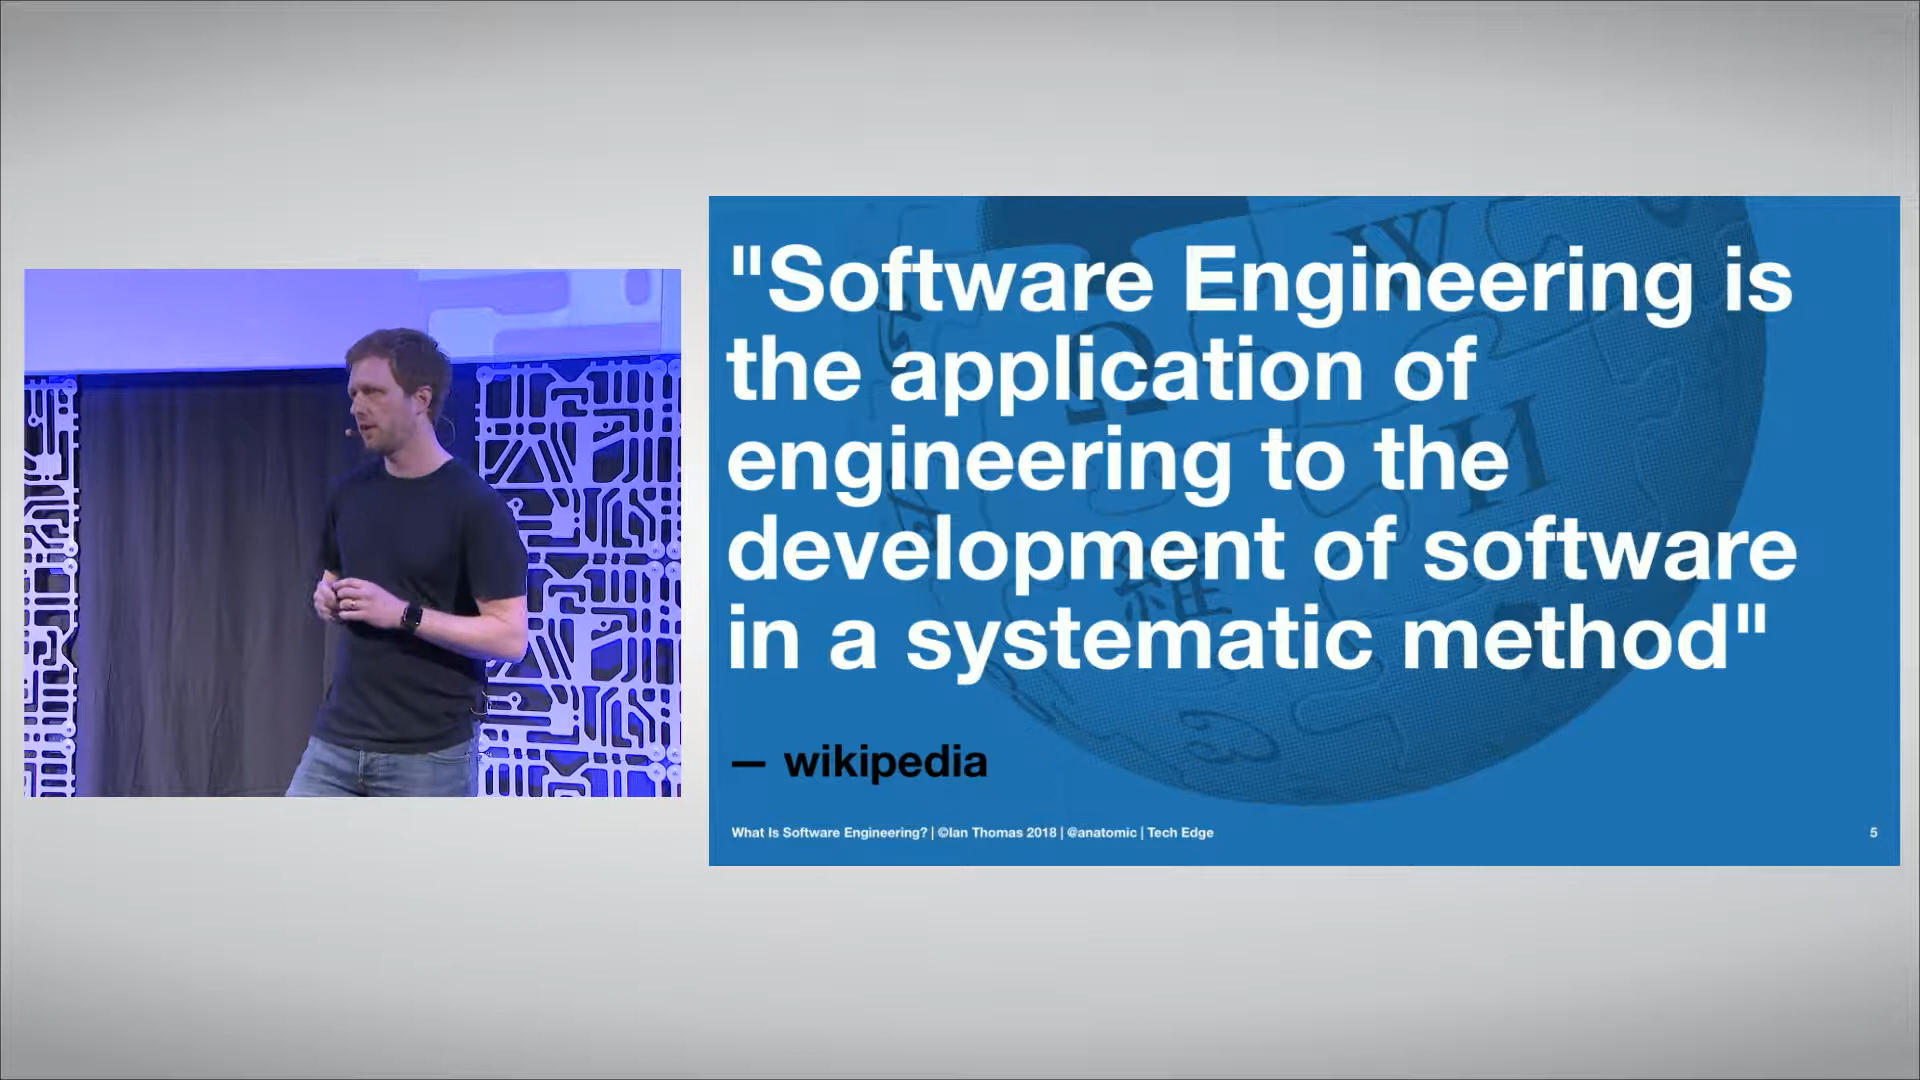 "Software Engineering is
the application of
engineering to the
development of software
in a systematic method"
— wikipedia
What Is Software Engineering? | ©Ian Thomas 2018 | @anatomic | Tech Edge
5